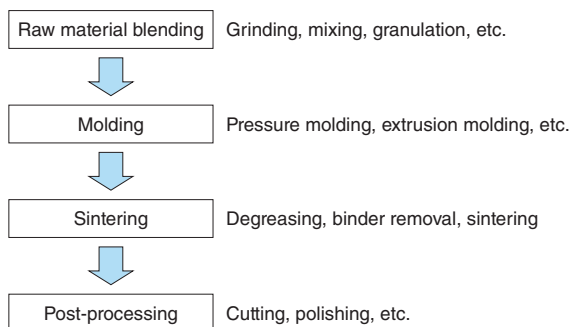 Raw material blending Grinding, mixing, granulation, etc.
Molding Pressure molding, extrusion molding, etc.
Sintering Degreasing, binder removal, sintering
Post-processing Cutting, polishing, etc.